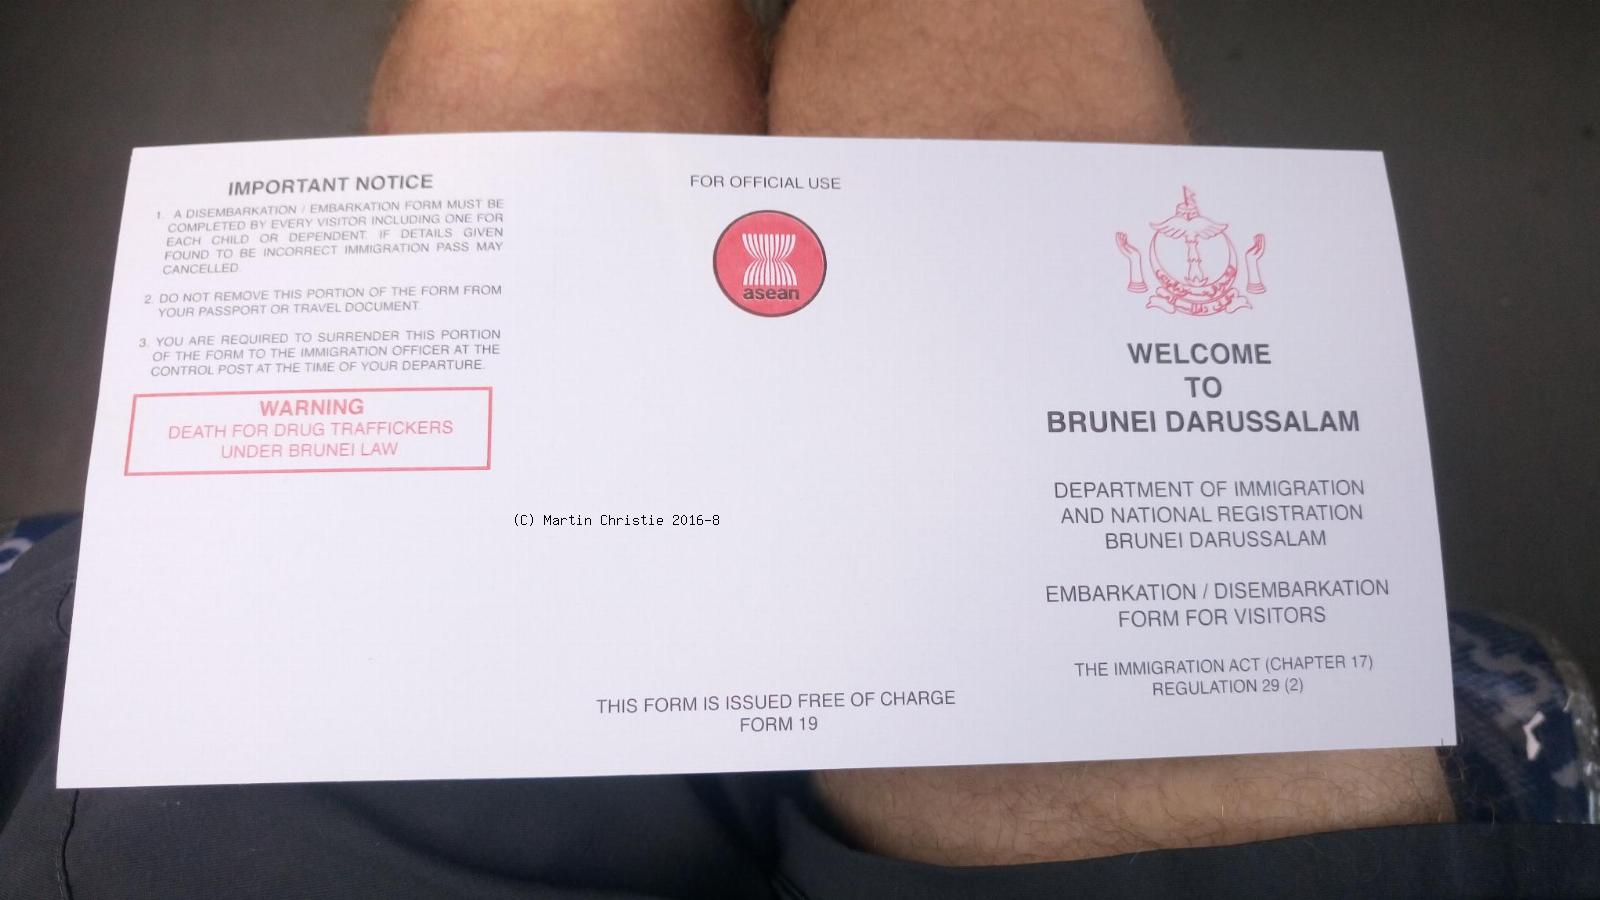 IMPORTANT NOTICE
1. A DISEMBARKATION / EMBARKATION FORM MUST BE
COMPLETED BY EVERY VISITOR INCLUDING ONE FOR
EACH CHILD OR DEPENDENT. IF DETAILS GIVEN
FOUND TO BE INCORRECT IMMIGRATION PASS MAY
CANCELLED.
2. DO NOT REMOVE THIS PORTION OF THE FORM FROM
YOUR PASSPORT OR TRAVEL DOCUMENT.
3. YOU ARE REQUIRED TO SURRENDER THIS PORTION
OF THE FORM TO THE IMMIGRATION OFFICER AT THE
CONTROL POST AT THE TIME OF YOUR DEPARTURE.
WARNING
DEATH FOR DRUG TRAFFICKERS
UNDER BRUNEI LAW
FOR OFFICIAL USE
asean
(C) Martin Christie 2016-8
THIS FORM IS ISSUED FREE OF CHARGE
FORM 19
WELCOME
TO
BRUNEI DARUSSALAM
DEPARTMENT OF IMMIGRATION
AND NATIONAL REGISTRATION
BRUNEI DARUSSALAM
EMBARKATION / DISEMBARKATION
FORM FOR VISITORS
THE IMMIGRATION ACT (CHAPTER 17)
REGULATION 29 (2)